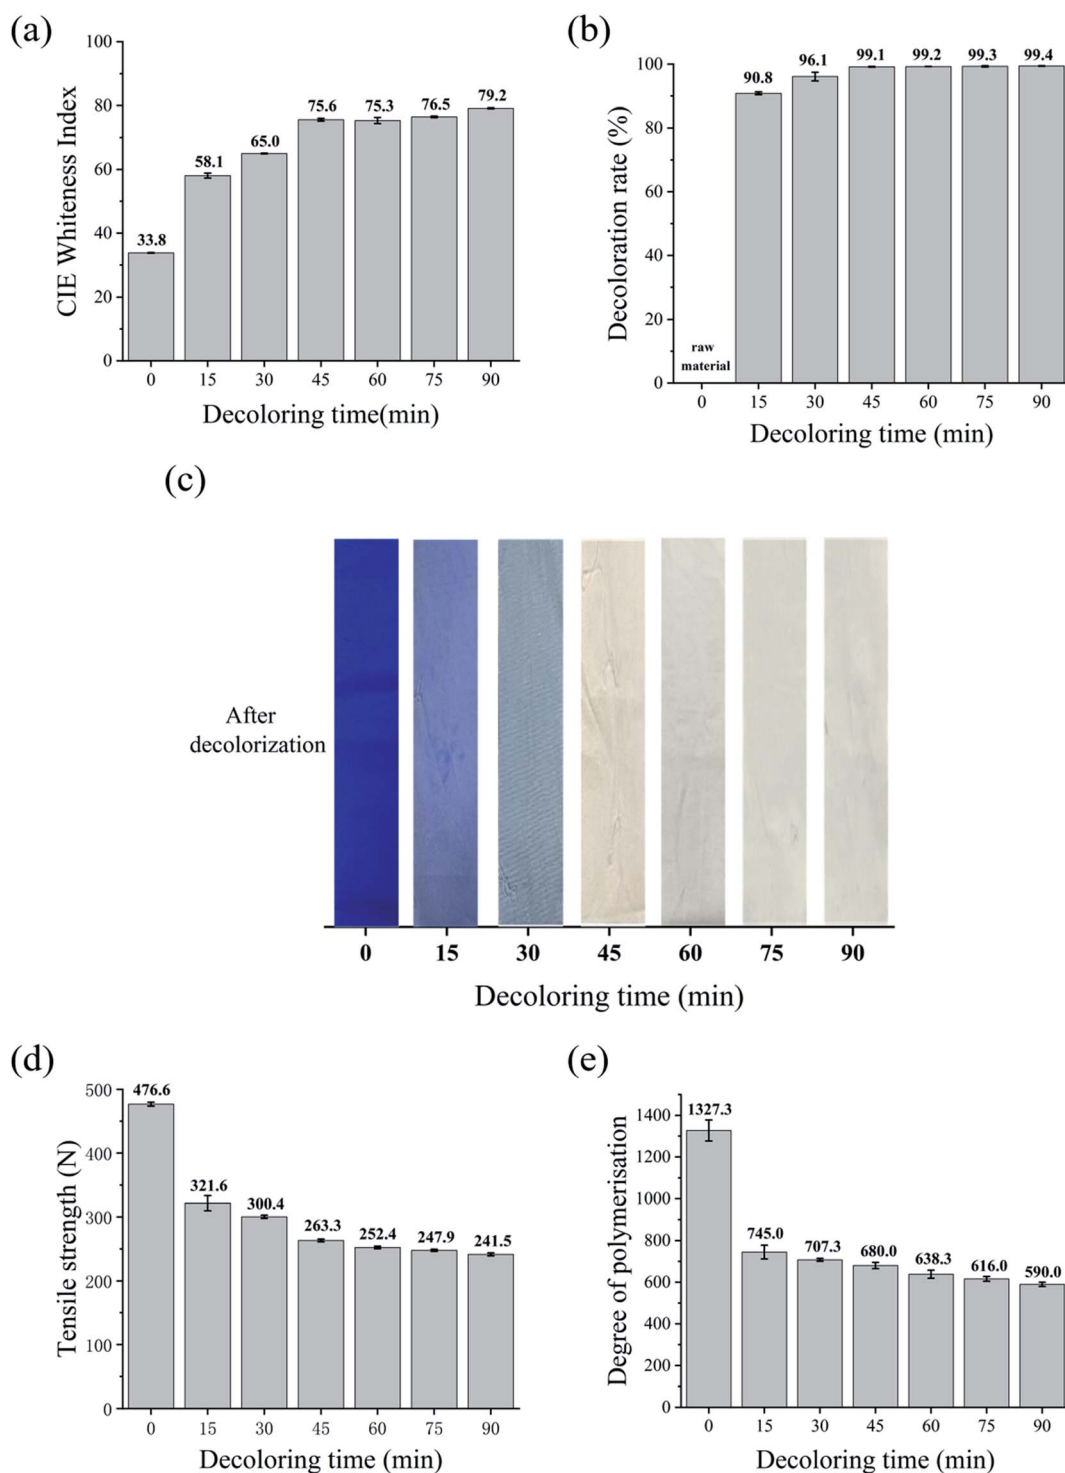 (a)
CIE Whiteness Index
100
80
60
40
20
0
33.8
58.1
65.0
75.6
75.3
76.5
79.2
0 15 30 45 60 75 90
Decoloring time(min)
(b)
Decoloration rate (%)
100
80
60
40
20
0
raw
material
90.8
96.1
99.1
99.2
99.3
99.4
0 15 30 45 60 75 90
Decoloring time (min)
(c)
After
decolorization
0 15 30 45 60 75 90
Decoloring time (min)
(d)
Tensile strength (N)
500
400
300
200
100
0
476.6
321.6
300.4
263.3
252.4
247.9
241.5
0 15 30 45 60 75 90
Decoloring time (min)
(e)
Degree of polymerisation
1400
1200
1000
800
600
400
200
0
1327.3
745.0
707.3
680.0
638.3
616.0
590.0
0 15 30 45 60 75 90
Decoloring time (min)